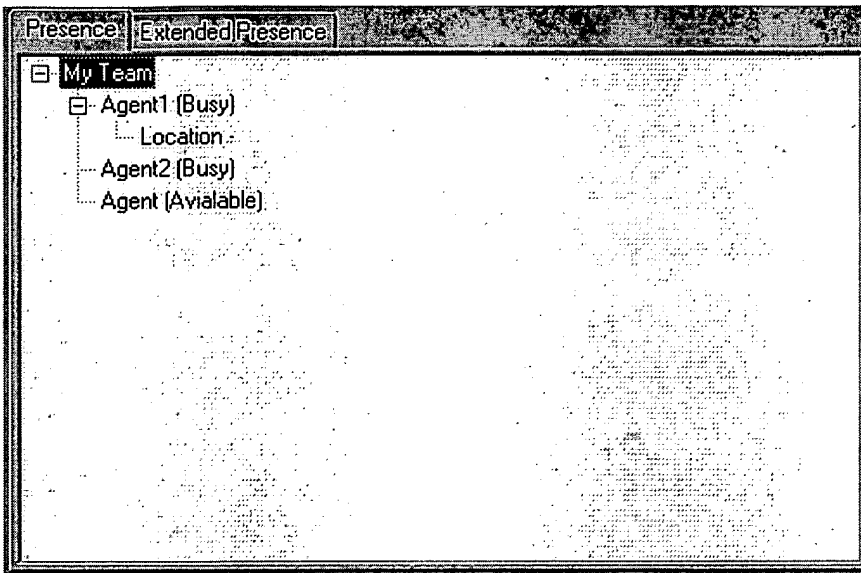 Presence Extended Presence
My Team
Agent1 (Busy)
Location -
Agent2 (Busy)
Agent (Avialable)